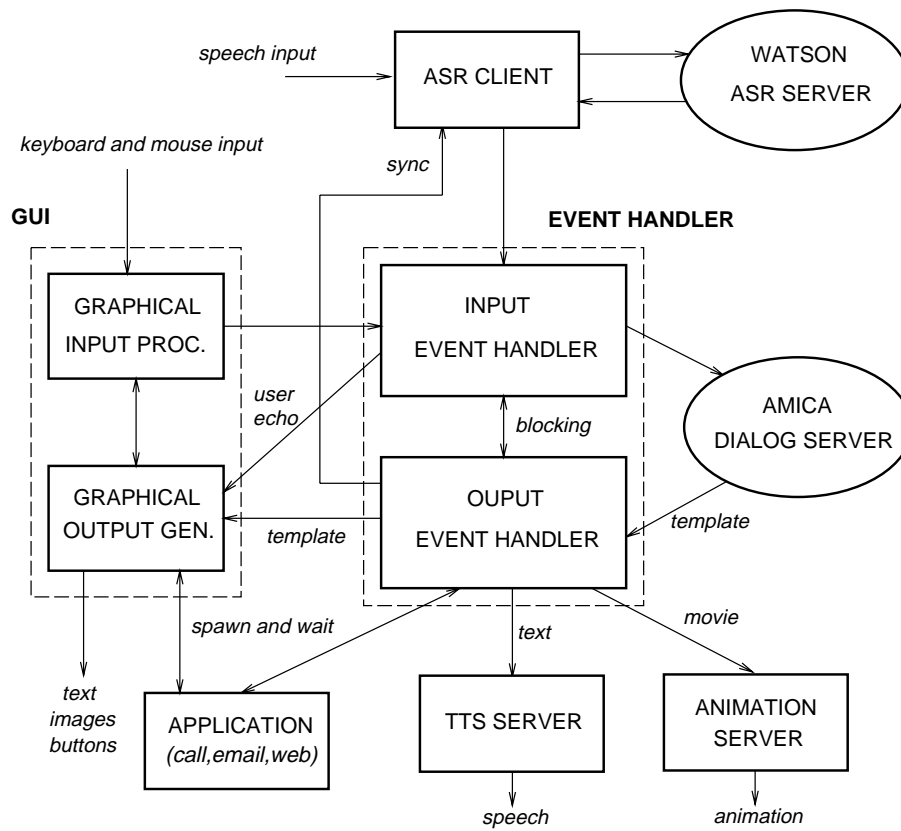 speech input
ASR CLIENT
WATSON
ASR SERVER
keyboard and mouse input
sync
GUI
EVENT HANDLER
GRAPHICAL
INPUT PROC.
INPUT
EVENT HANDLER
user
echo
blocking
AMICA
DIALOG SERVER
GRAPHICAL
OUTPUT GEN.
template
OUPUT
EVENT HANDLER
template
spawn and wait
text
movie
text
images
buttons
APPLICATION
(call,email,web)
TTS SERVER
ANIMATION
SERVER
speech
animation